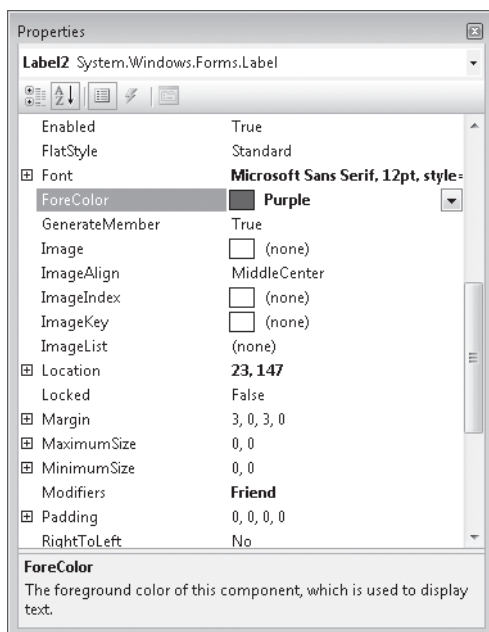 Properties
Label2 System.Windows.Forms.Label
A Z
Enabled True
FlatStyle Standard
Font Microsoft Sans Serif, 12pt, style=
ForeColor Purple
GenerateMember True
Image (none)
ImageAlign MiddleCenter
ImageIndex (none)
ImageKey (none)
ImageList (none)
Location 23, 147
Locked False
Margin 3, 0, 3, 0
MaximumSize 0, 0
MinimumSize 0, 0
Modifiers Friend
Padding 0, 0, 0, 0
RightToLeft No
ForeColor
The foreground color of this component, which is used to display
text.